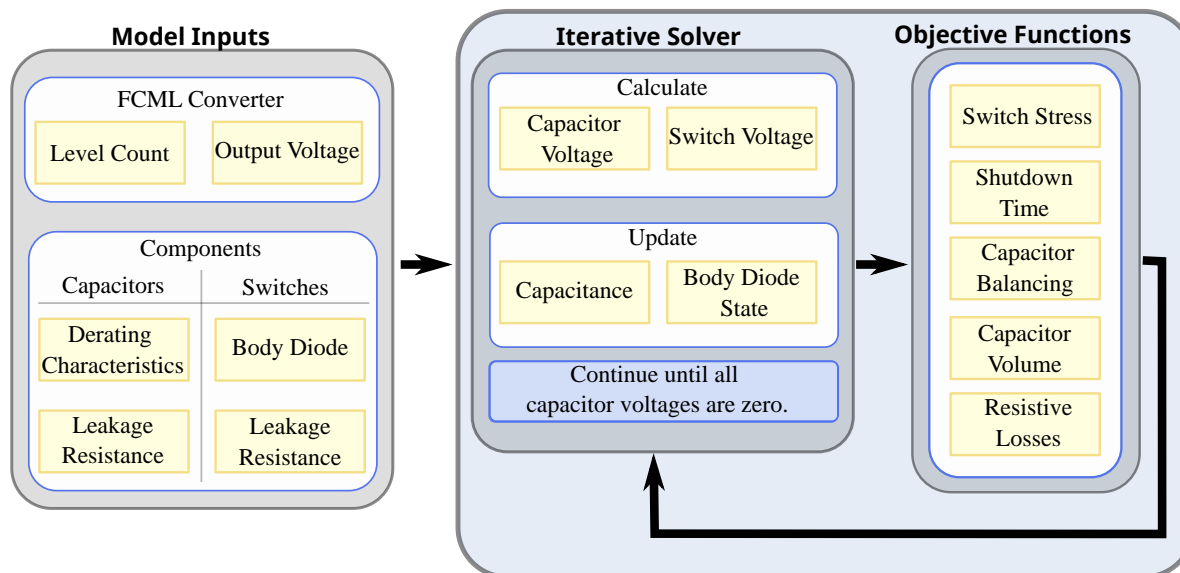 Model Inputs
FCML Converter
Level Count
Output Voltage
Components
Capacitors
Switches
Derating
Characteristics
Body Diode
Leakage
Resistance
Leakage
Resistance
Iterative Solver
Calculate
Capacitor
Voltage
Switch Voltage
Update
Capacitance
Body Diode
State
Continue until all
capacitor voltages are zero.
Objective Functions
Switch Stress
Shutdown
Time
Capacitor
Balancing
Capacitor
Volume
Resistive
Losses